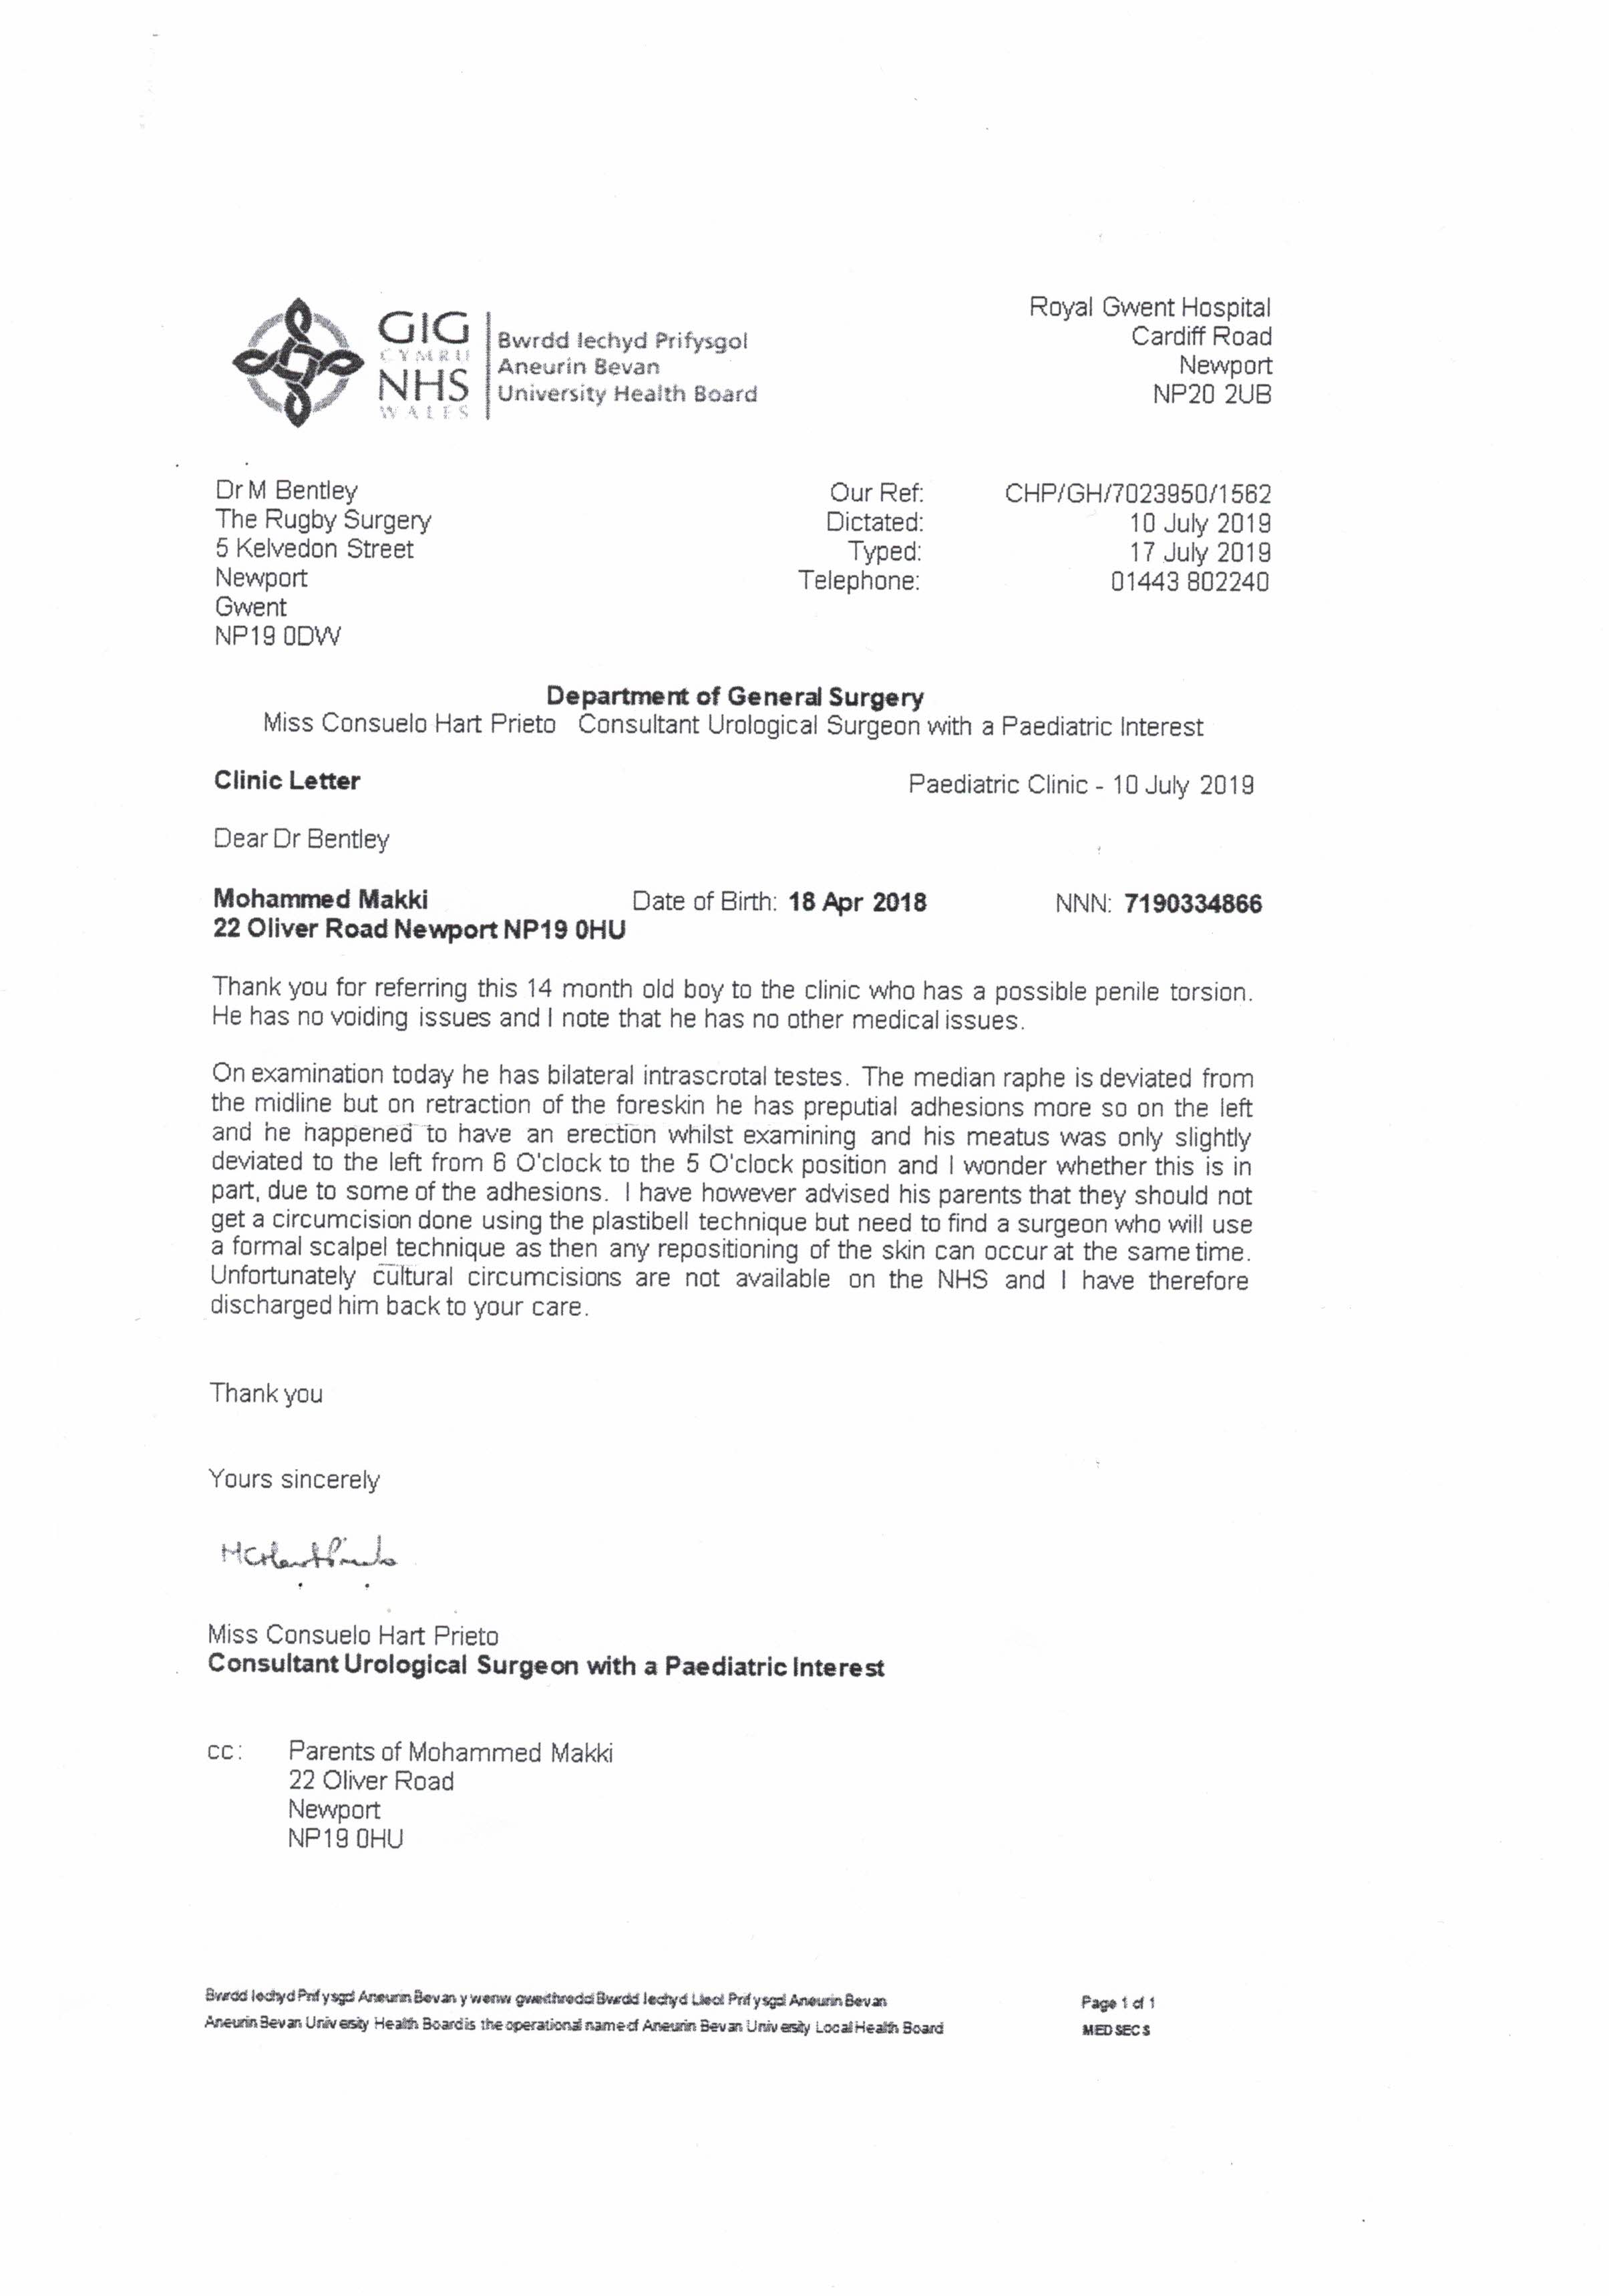 GIG
CYMRU
NHS
WALES
Bwrdd Iechyd Prifysgol
Aneurin Bevan
University Health Board
Royal Gwent Hospital
Cardiff Road
Newport
NP20 2UB
Dr M Bentley
The Rugby Surgery
5 Kelvedon Street
Newport
Gwent
NP19 0DW
Our Ref: CHP/GH/7023950/1562
Dictated: 10 July 2019
Typed: 17 July 2019
Telephone: 01443 802240
Department of General Surgery
Miss Consuelo Hart Prieto Consultant Urological Surgeon with a Paediatric Interest
Clinic Letter Paediatric Clinic - 10 July 2019
Dear Dr Bentley
Mohammed Makki Date of Birth: 18 Apr 2018 NNN: 7190334866
22 Oliver Road Newport NP19 0HU
Thank you for referring this 14 month old boy to the clinic who has a possible penile torsion.
He has no voiding issues and I note that he has no other medical issues.
On examination today he has bilateral intrascrotal testes. The median raphe is deviated from
the midline but on retraction of the foreskin he has preputial adhesions more so on the left
and he happened to have an erection whilst examining and his meatus was only slightly
deviated to the left from 6 O'clock to the 5 O'clock position and I wonder whether this is in
part, due to some of the adhesions. I have however advised his parents that they should not
get a circumcision done using the plastibell technique but need to find a surgeon who will use
a formal scalpel technique as then any repositioning of the skin can occur at the same time.
Unfortunately cultural circumcisions are not available on the NHS and I have therefore
discharged him back to your care.
Thank you
Yours sincerely
Miss Consuelo Hart Prieto
Consultant Urological Surgeon with a Paediatric Interest
cc: Parents of Mohammed Makki
22 Oliver Road
Newport
NP19 0HU
Bwrdd Iechyd Prifysgol Aneurin Bevan yw enw gweithredol Bwrdd Iechyd Lleol Prifysgol Aneurin Bevan
Aneurin Bevan University Health Board is the operational name of Aneurin Bevan University Local Health Board
Page 1 of 1
MED SEC S